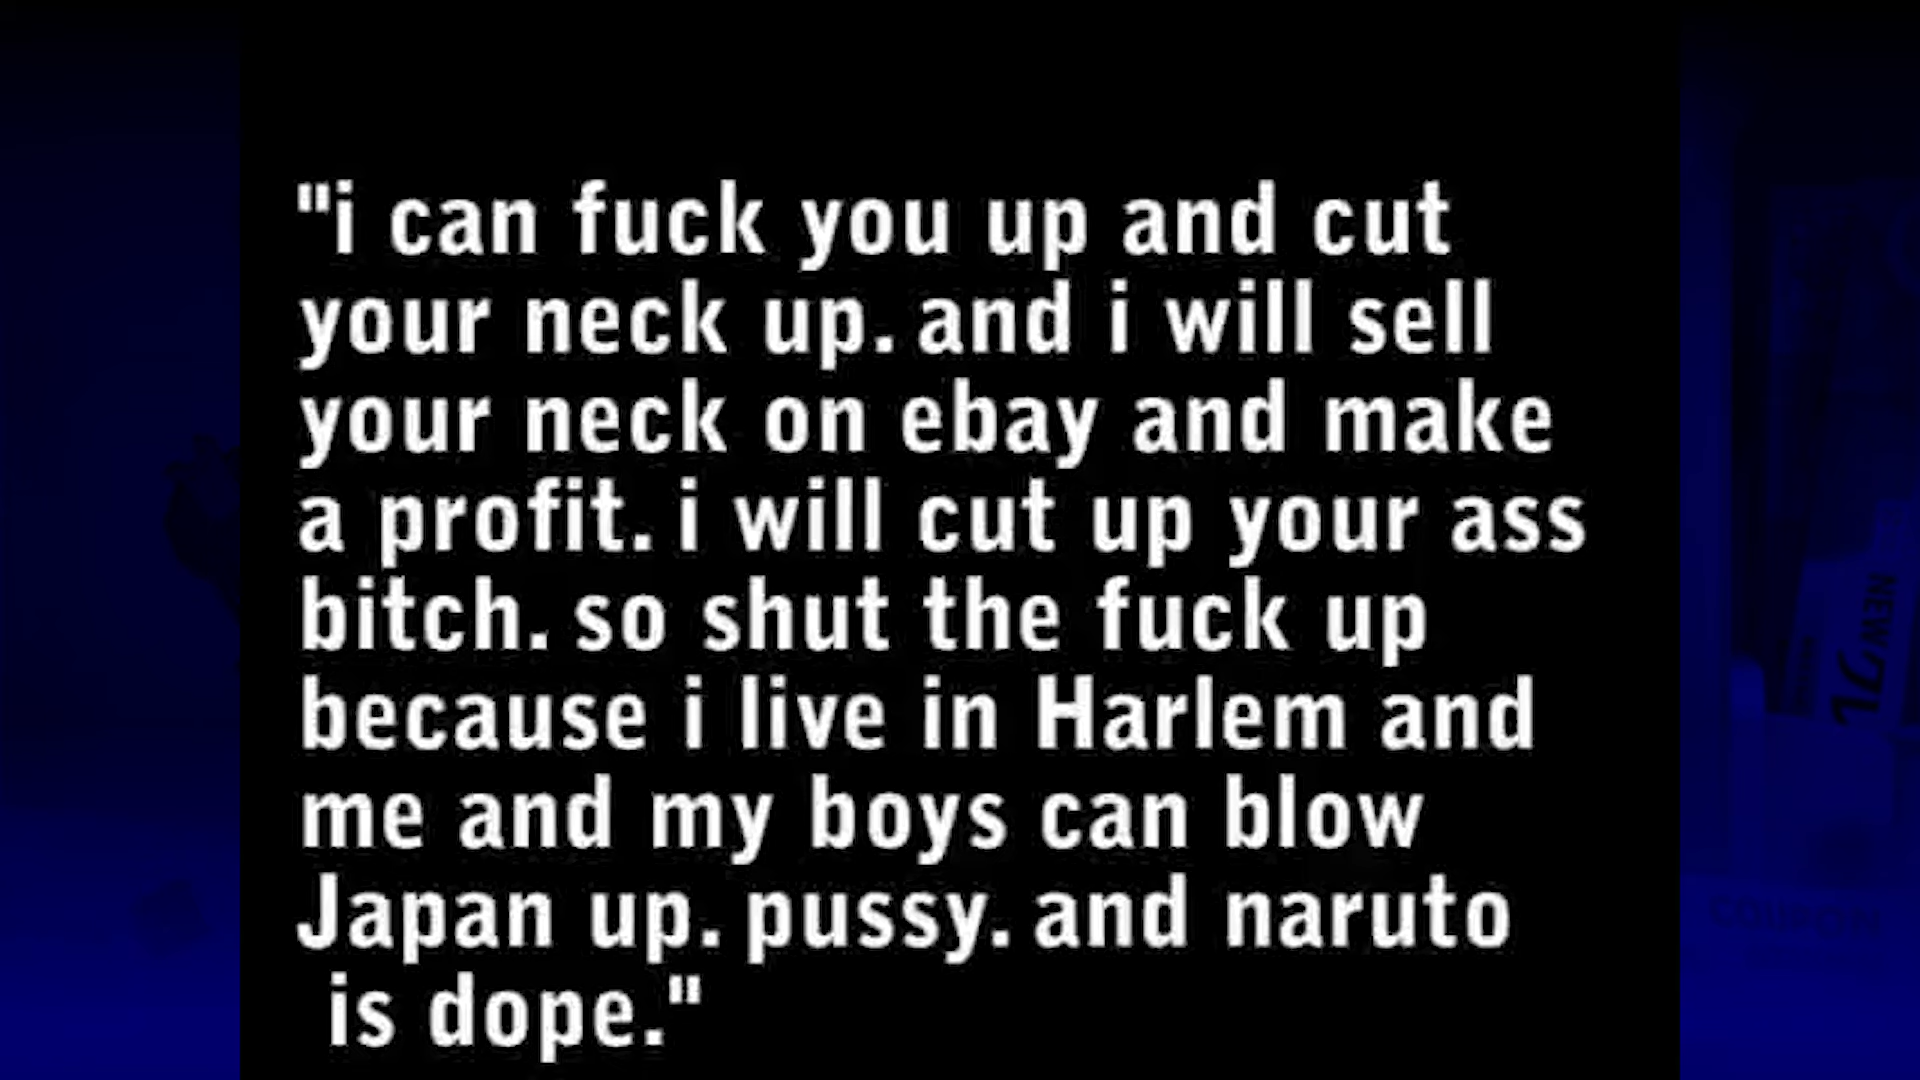 "i can fuck you up and cut
your neck up. and i will sell
your neck on ebay and make
a profit. i will cut up your ass
bitch. so shut the fuck up
because i live in Harlem and
me and my boys can blow
Japan up. pussy. and naruto
is dope."
NEW
COUPON